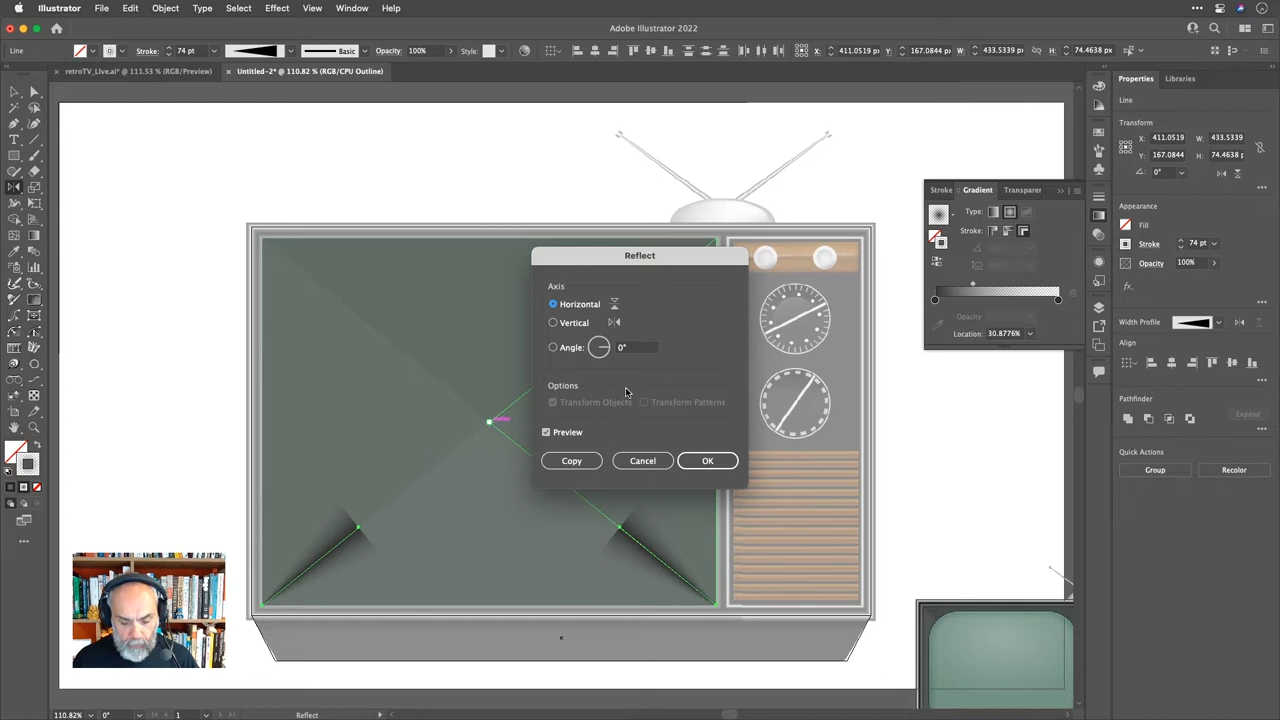 Illustrator File Edit Object Type Select Effect View Window Help
Adobe Illustrator 2022
Line Stroke: 74 pt Basic Opacity: 100% Style: X: 411.0519 px Y: 167.0844 px W: 433.5339 px H: 74.4638 px
× retroTV_Live.ai* @ 111.53 % (RGB/Preview) × Untitled-2* @ 110.82 % (RGB/CPU Outline)
Properties Libraries
Line
Transform
X: 411.0519 W: 433.5339
Y: 167.0844 H: 74.4638 p
0°
Stroke Gradient Transparer
Type:
Stroke:
Opacity:
Location: 30.8776%
Appearance
Fill
Stroke 74 pt
Opacity 100%
fx.
Width Profile:
Align
Pathfinder
Expand
Quick Actions
Group Recolor
Reflect
Axis
Horizontal
Vertical
Angle: 0°
Options
Transform Objects Transform Patterns
Preview
Copy Cancel OK
110.82% 0° 1 Reflect